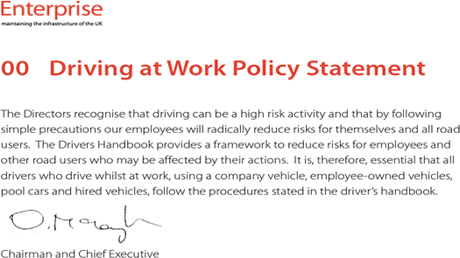 Enterprise
maintaining the infrastructure of the UK
00 Driving at Work Policy Statement
The Directors recognise that driving can be a high risk activity and that by following
simple precautions our employees will radically reduce risks for themselves and all road
users. The Drivers Handbook provides a framework to reduce risks for employees and
other road users who may be affected by their actions. It is, therefore, essential that all
drivers who drive whilst at work, using a company vehicle, employee-owned vehicles,
pool cars and hired vehicles, follow the procedures stated in the driver's handbook.
Chairman and Chief Executive